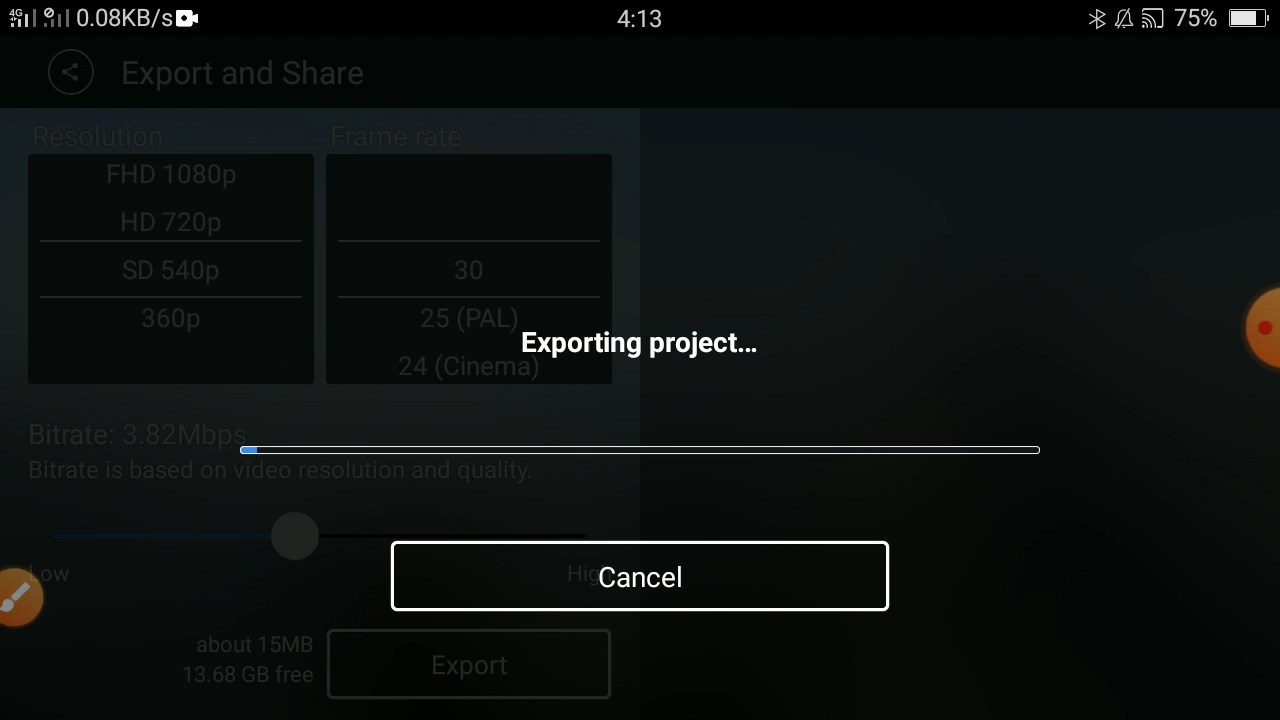 4G 0.08KB/s 4:13 75%
Export and Share
Resolution Frame rate
FHD 1080p
HD 720p
SD 540p 30
360p 25 (PAL)
24 (Cinema)
Exporting project...
Bitrate: 3.82Mbps
Bitrate is based on video resolution and quality.
Low High
Cancel
about 15MB
13.68 GB free
Export